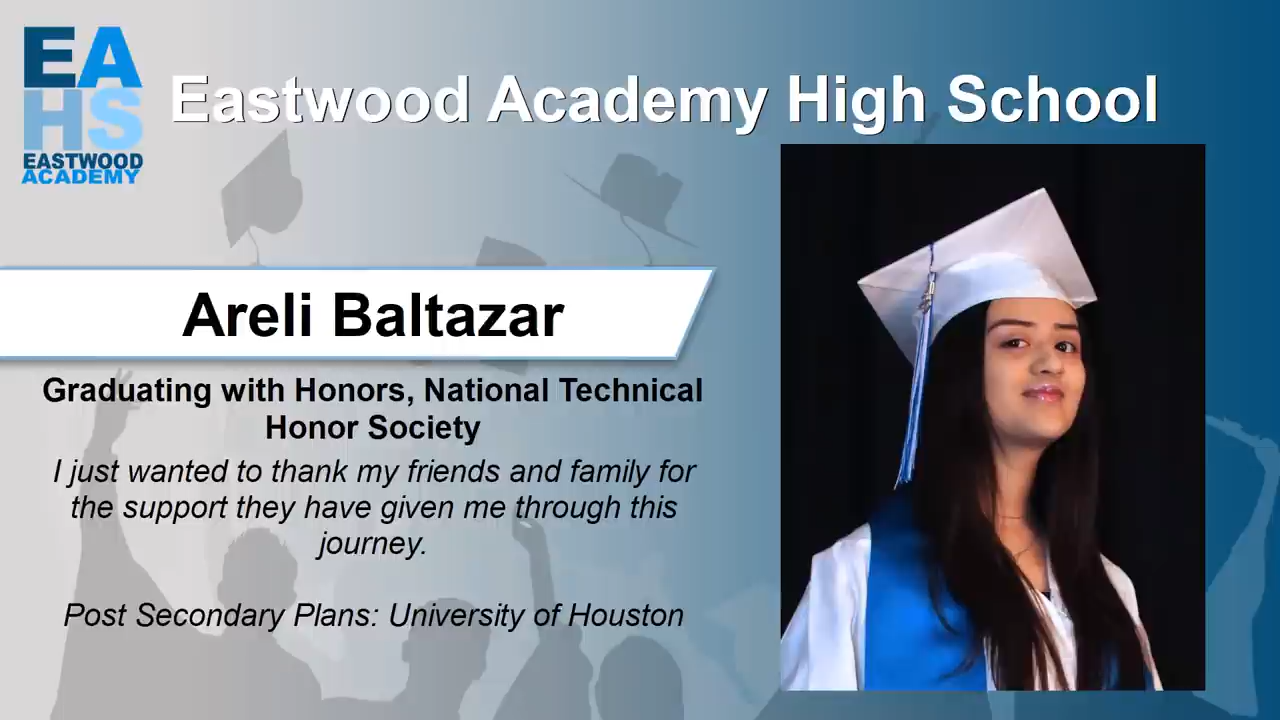 EA
HS
EASTWOOD
ACADEMY
Eastwood Academy High School
Areli Baltazar
Graduating with Honors, National Technical
Honor Society
I just wanted to thank my friends and family for
the support they have given me through this
journey.
Post Secondary Plans: University of Houston